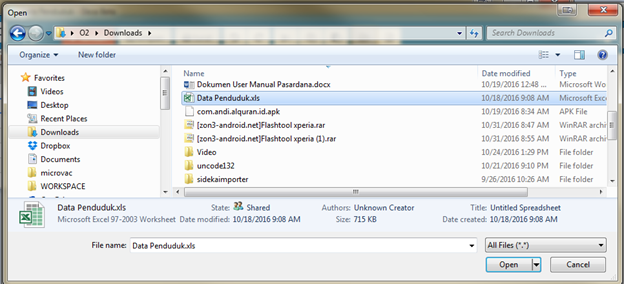 Open
O2 Downloads Search Downloads
Organize New folder
Favorites
Videos
Desktop
Recent Places
Downloads
Dropbox
Documents
microvac
WORKSPACE
Name Date modified Type
Dokumen User Manual Pasardana.docx 10/19/2016 12:48 ... Microsoft Wo
Data Penduduk.xls 10/18/2016 9:08 AM Microsoft Exc
com.andi.alquran.id.apk 10/19/2016 8:34 AM APK File
[zon3-android.net]Flashtool xperia.rar 10/31/2016 8:52 AM WinRAR archiv
[zon3-android.net]Flashtool xperia (1).rar 10/31/2016 8:55 AM WinRAR archiv
Video 10/24/2016 1:29 PM File folder
uncode132 10/21/2016 9:10 PM File folder
sidekaimporter 9/26/2016 10:26 AM File folder
Data Penduduk.xls State: Shared Authors: Unknown Creator Title: Untitled Spreadsheet
Microsoft Excel 97-2003 Worksheet Date modified: 10/18/2016 9:08 AM Size: 715 KB Date created: 10/18/2016 9:08 AM
File name: Data Penduduk.xls All Files (*.*)
Open Cancel